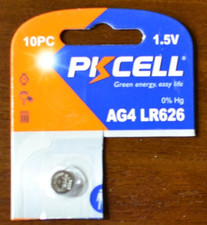 10PC 1.5V
PKCELL
Green energy, easy life
0% Hg
AG4 LR626